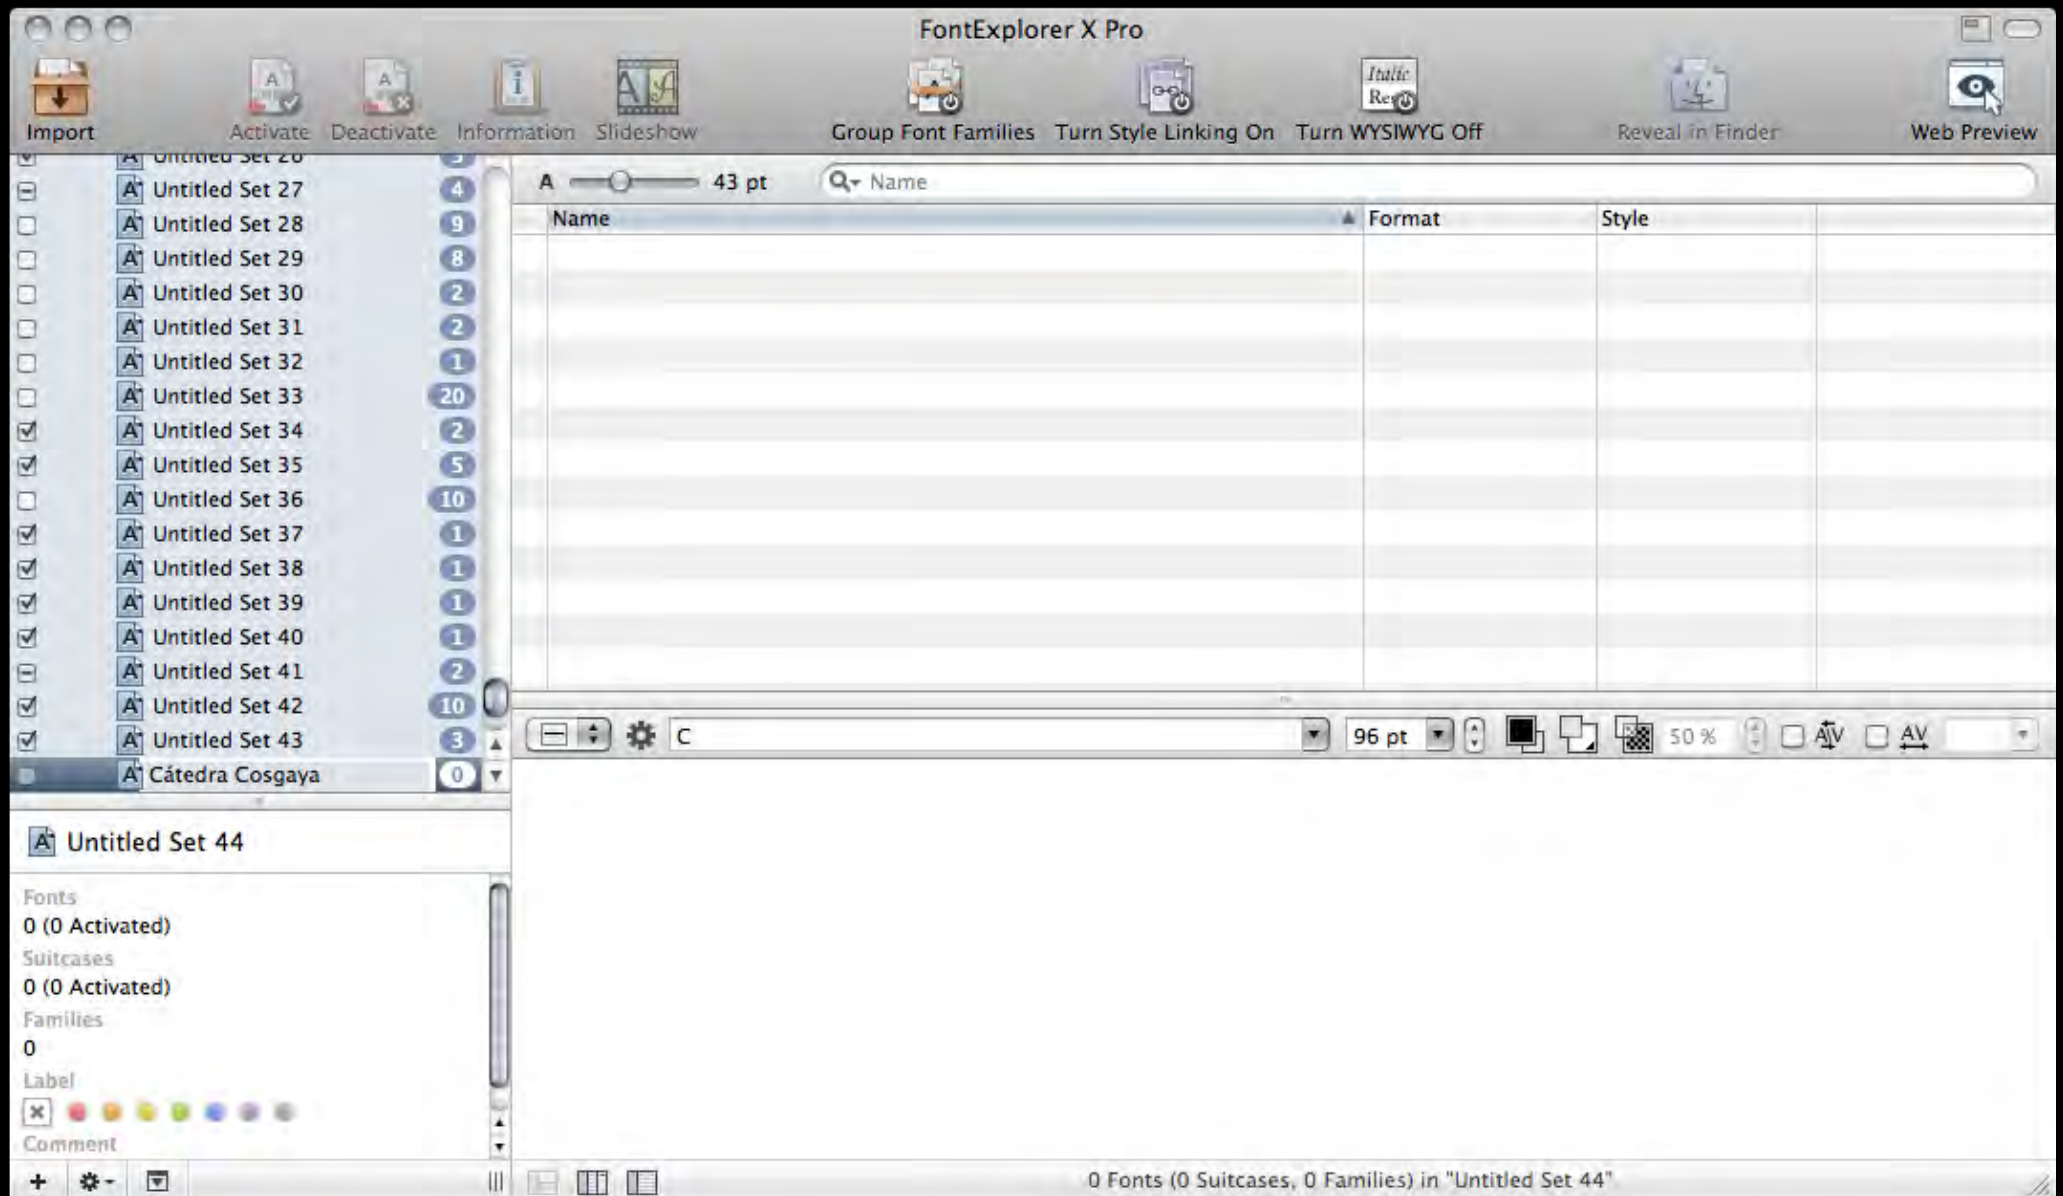 FontExplorer X Pro
Import
Activate
Deactivate
Information
Slideshow
Group Font Families
Turn Style Linking On
Italic
Turn WYSIWYG Off
Reveal in Finder
Web Preview
Untitled Set 26 5
Untitled Set 27 4
Untitled Set 28 9
Untitled Set 29 8
Untitled Set 30 2
Untitled Set 31 2
Untitled Set 32 1
Untitled Set 33 20
Untitled Set 34 2
Untitled Set 35 5
Untitled Set 36 10
Untitled Set 37 1
Untitled Set 38 1
Untitled Set 39 1
Untitled Set 40 1
Untitled Set 41 2
Untitled Set 42 10
Untitled Set 43 3
Cátedra Cosgaya 0
A 43 pt Name
Name Format Style
C 96 pt 50 % AV AV
Untitled Set 44
Fonts
0 (0 Activated)
Suitcases
0 (0 Activated)
Families
0
Label
Comment
0 Fonts (0 Suitcases, 0 Families) in "Untitled Set 44"